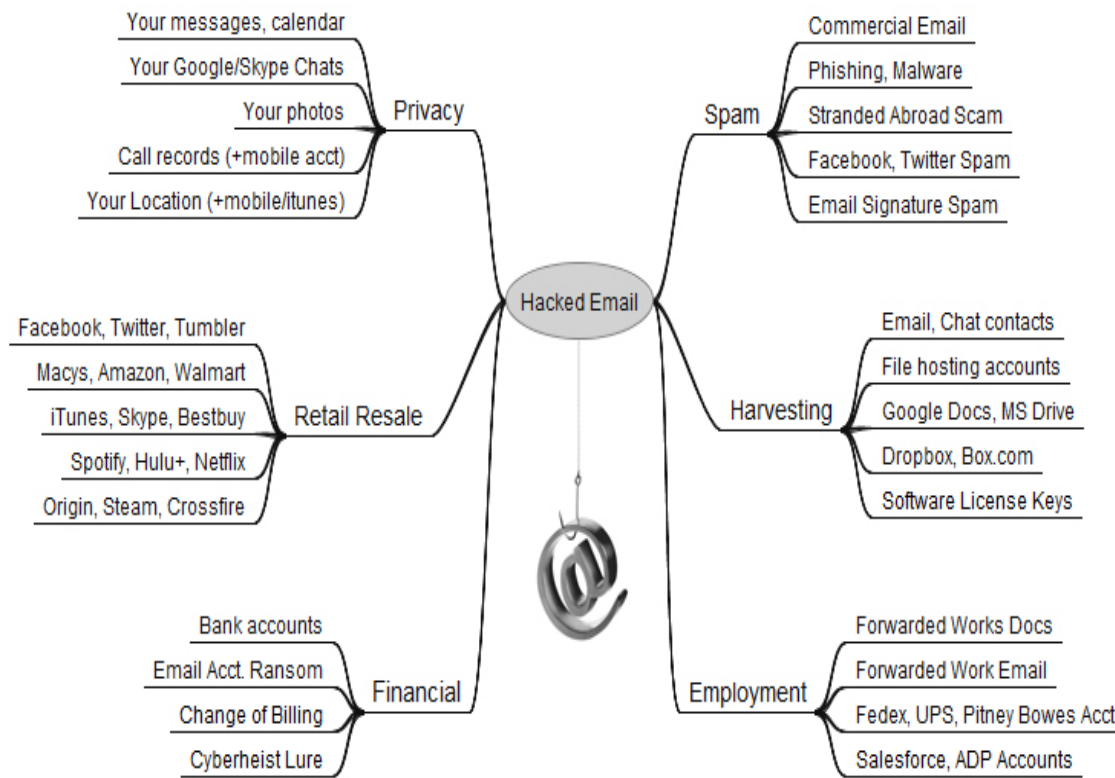 Your messages, calendar
Your Google/Skype Chats
Your photos
Call records (+mobile acct)
Your Location (+mobile/itunes)
Privacy
Commercial Email
Phishing, Malware
Stranded Abroad Scam
Facebook, Twitter Spam
Email Signature Spam
Spam
Hacked Email
Facebook, Twitter, Tumbler
Macys, Amazon, Walmart
iTunes, Skype, Bestbuy
Spotify, Hulu+, Netflix
Origin, Steam, Crossfire
Retail Resale
Email, Chat contacts
File hosting accounts
Google Docs, MS Drive
Dropbox, Box.com
Software License Keys
Harvesting
@
Bank accounts
Email Acct. Ransom
Change of Billing
Cyberheist Lure
Financial
Forwarded Works Docs
Forwarded Work Email
Fedex, UPS, Pitney Bowes Acct
Salesforce, ADP Accounts
Employment